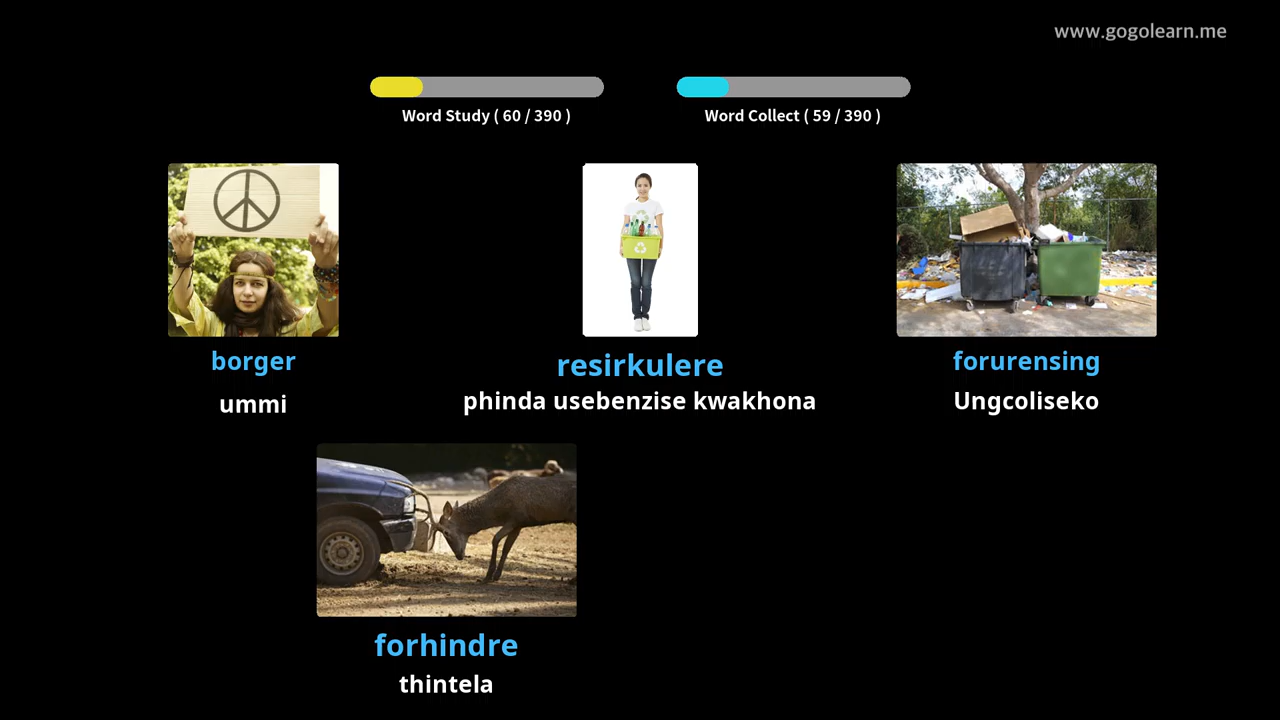 www.gogolearn.me
Word Study ( 60 / 390 )
Word Collect ( 59 / 390 )
borger
ummi
resirkulere
phinda usebenzise kwakhona
forurensing
Ungcoliseko
forhindre
thintela